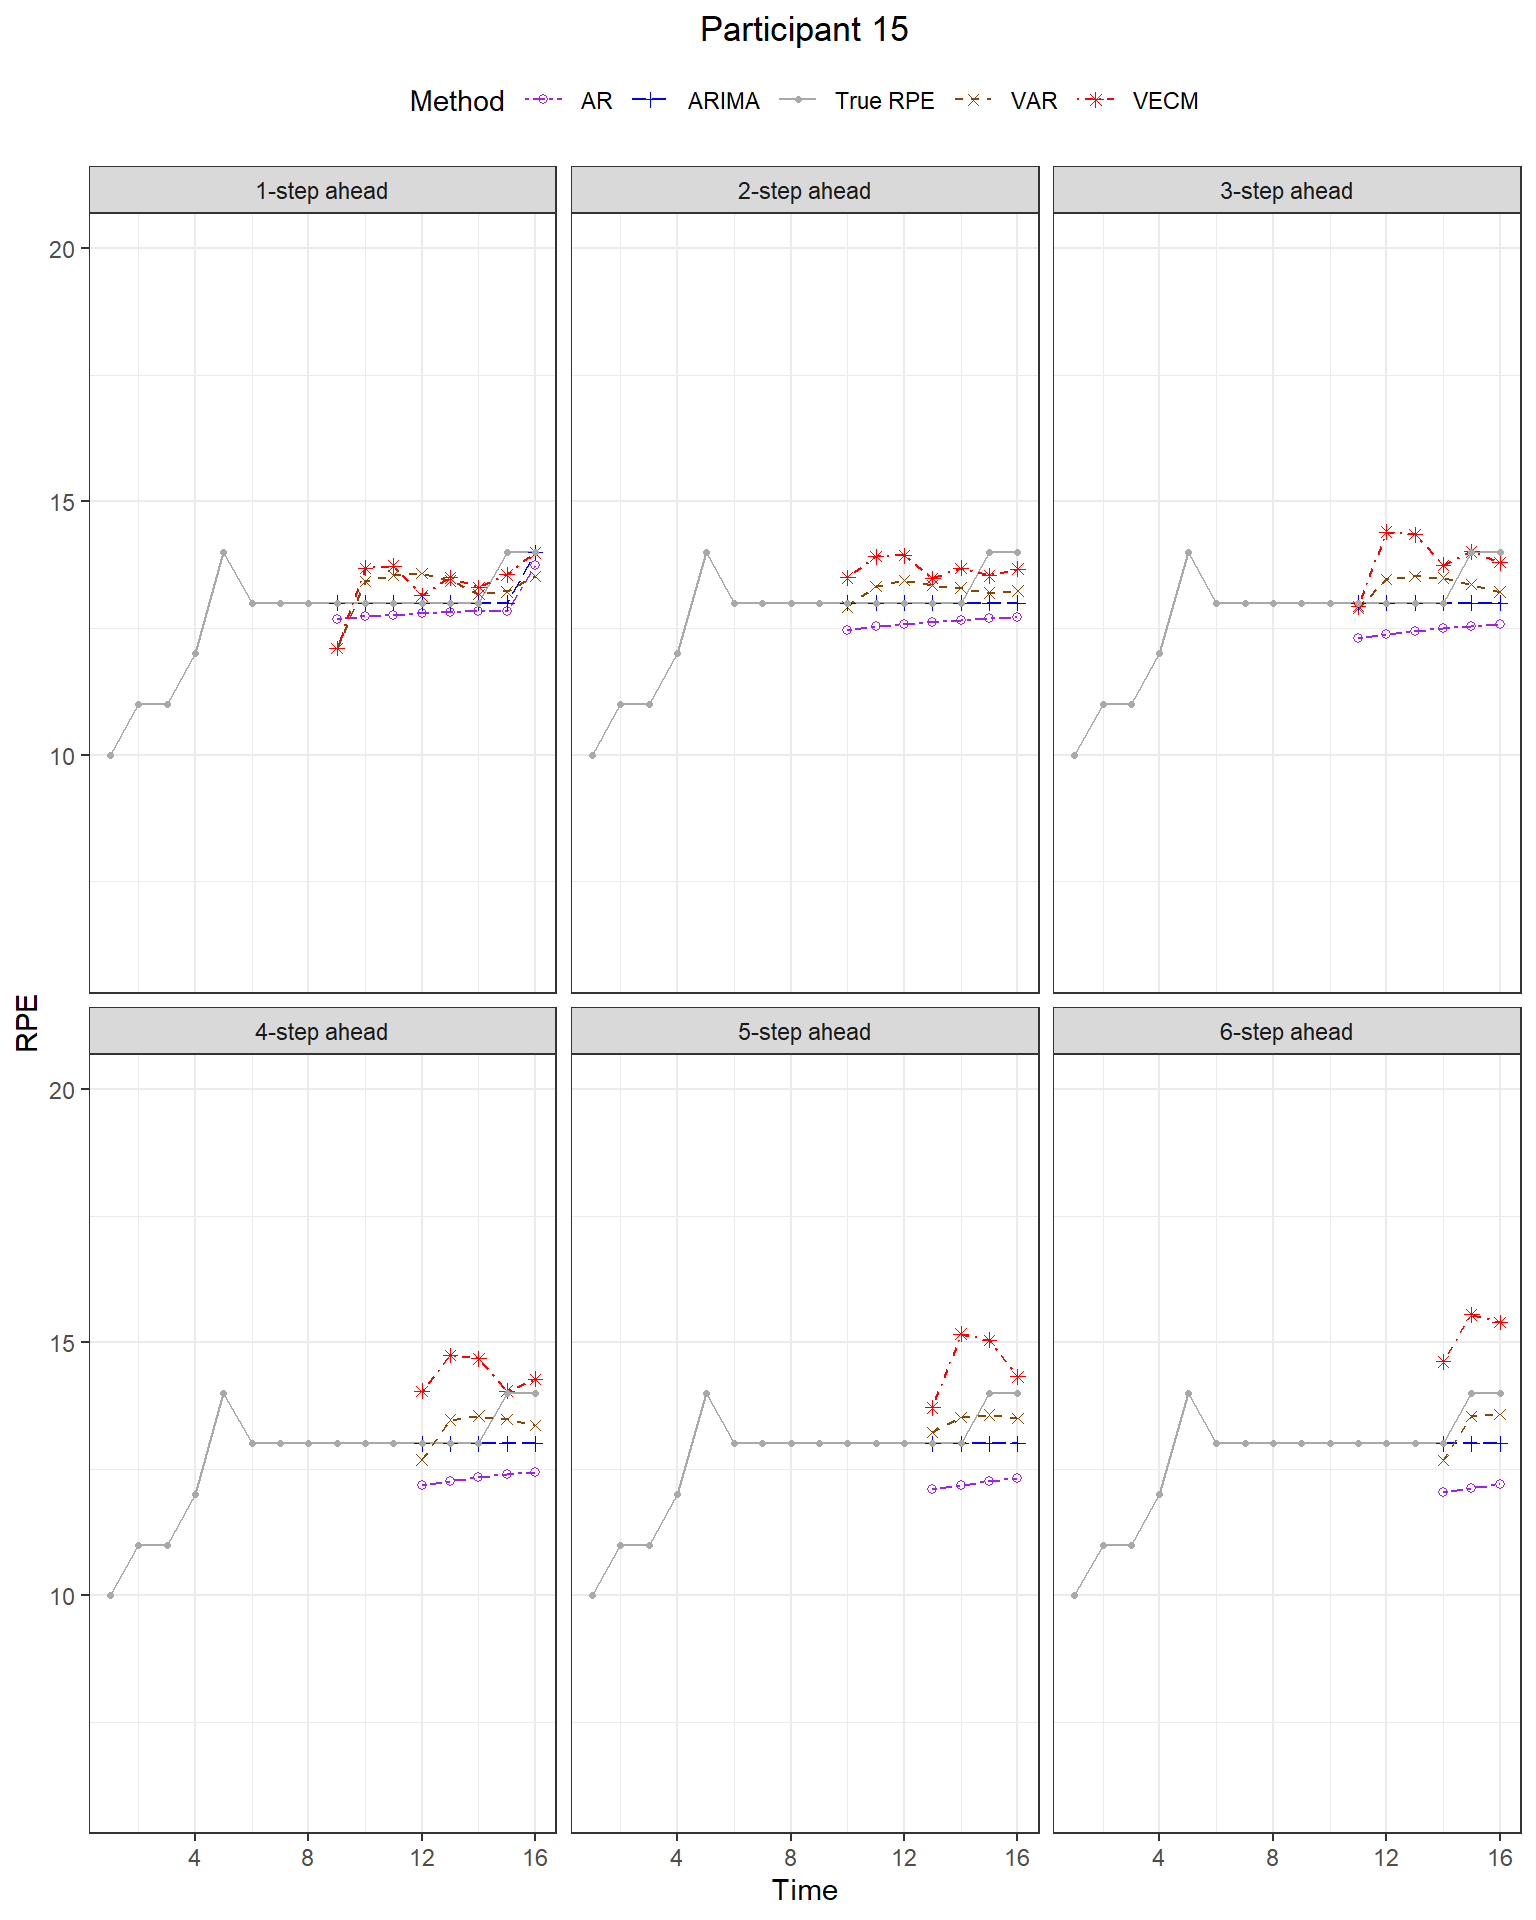 Participant 15
Method AR ARIMA True RPE VAR VECM
1-step ahead 2-step ahead 3-step ahead
20
15
10
RPE
4-step ahead 5-step ahead 6-step ahead
20
15
10
4 8 12 16 4 8 12 16 4 8 12 16
Time